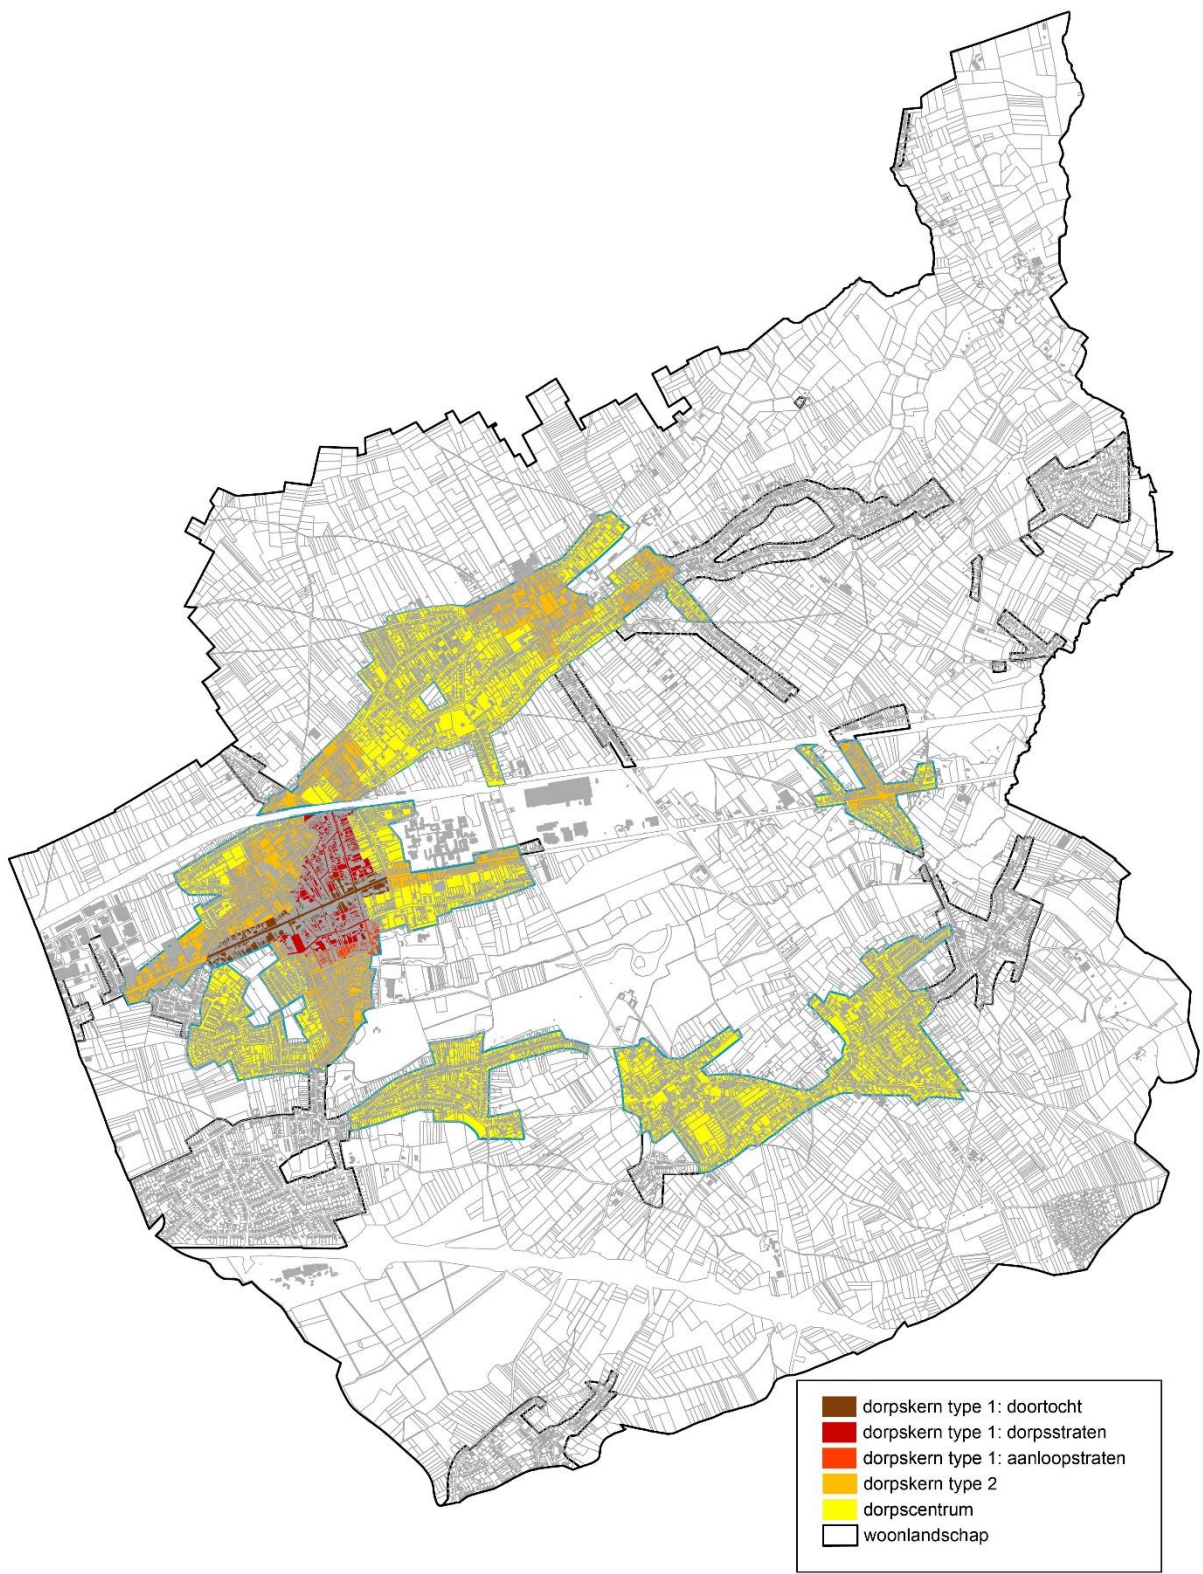 dorpskern type 1: doortocht
dorpskern type 1: dorpsstraten
dorpskern type 1: aanloopstraten
dorpskern type 2
dorpscentrum
woonlandschap